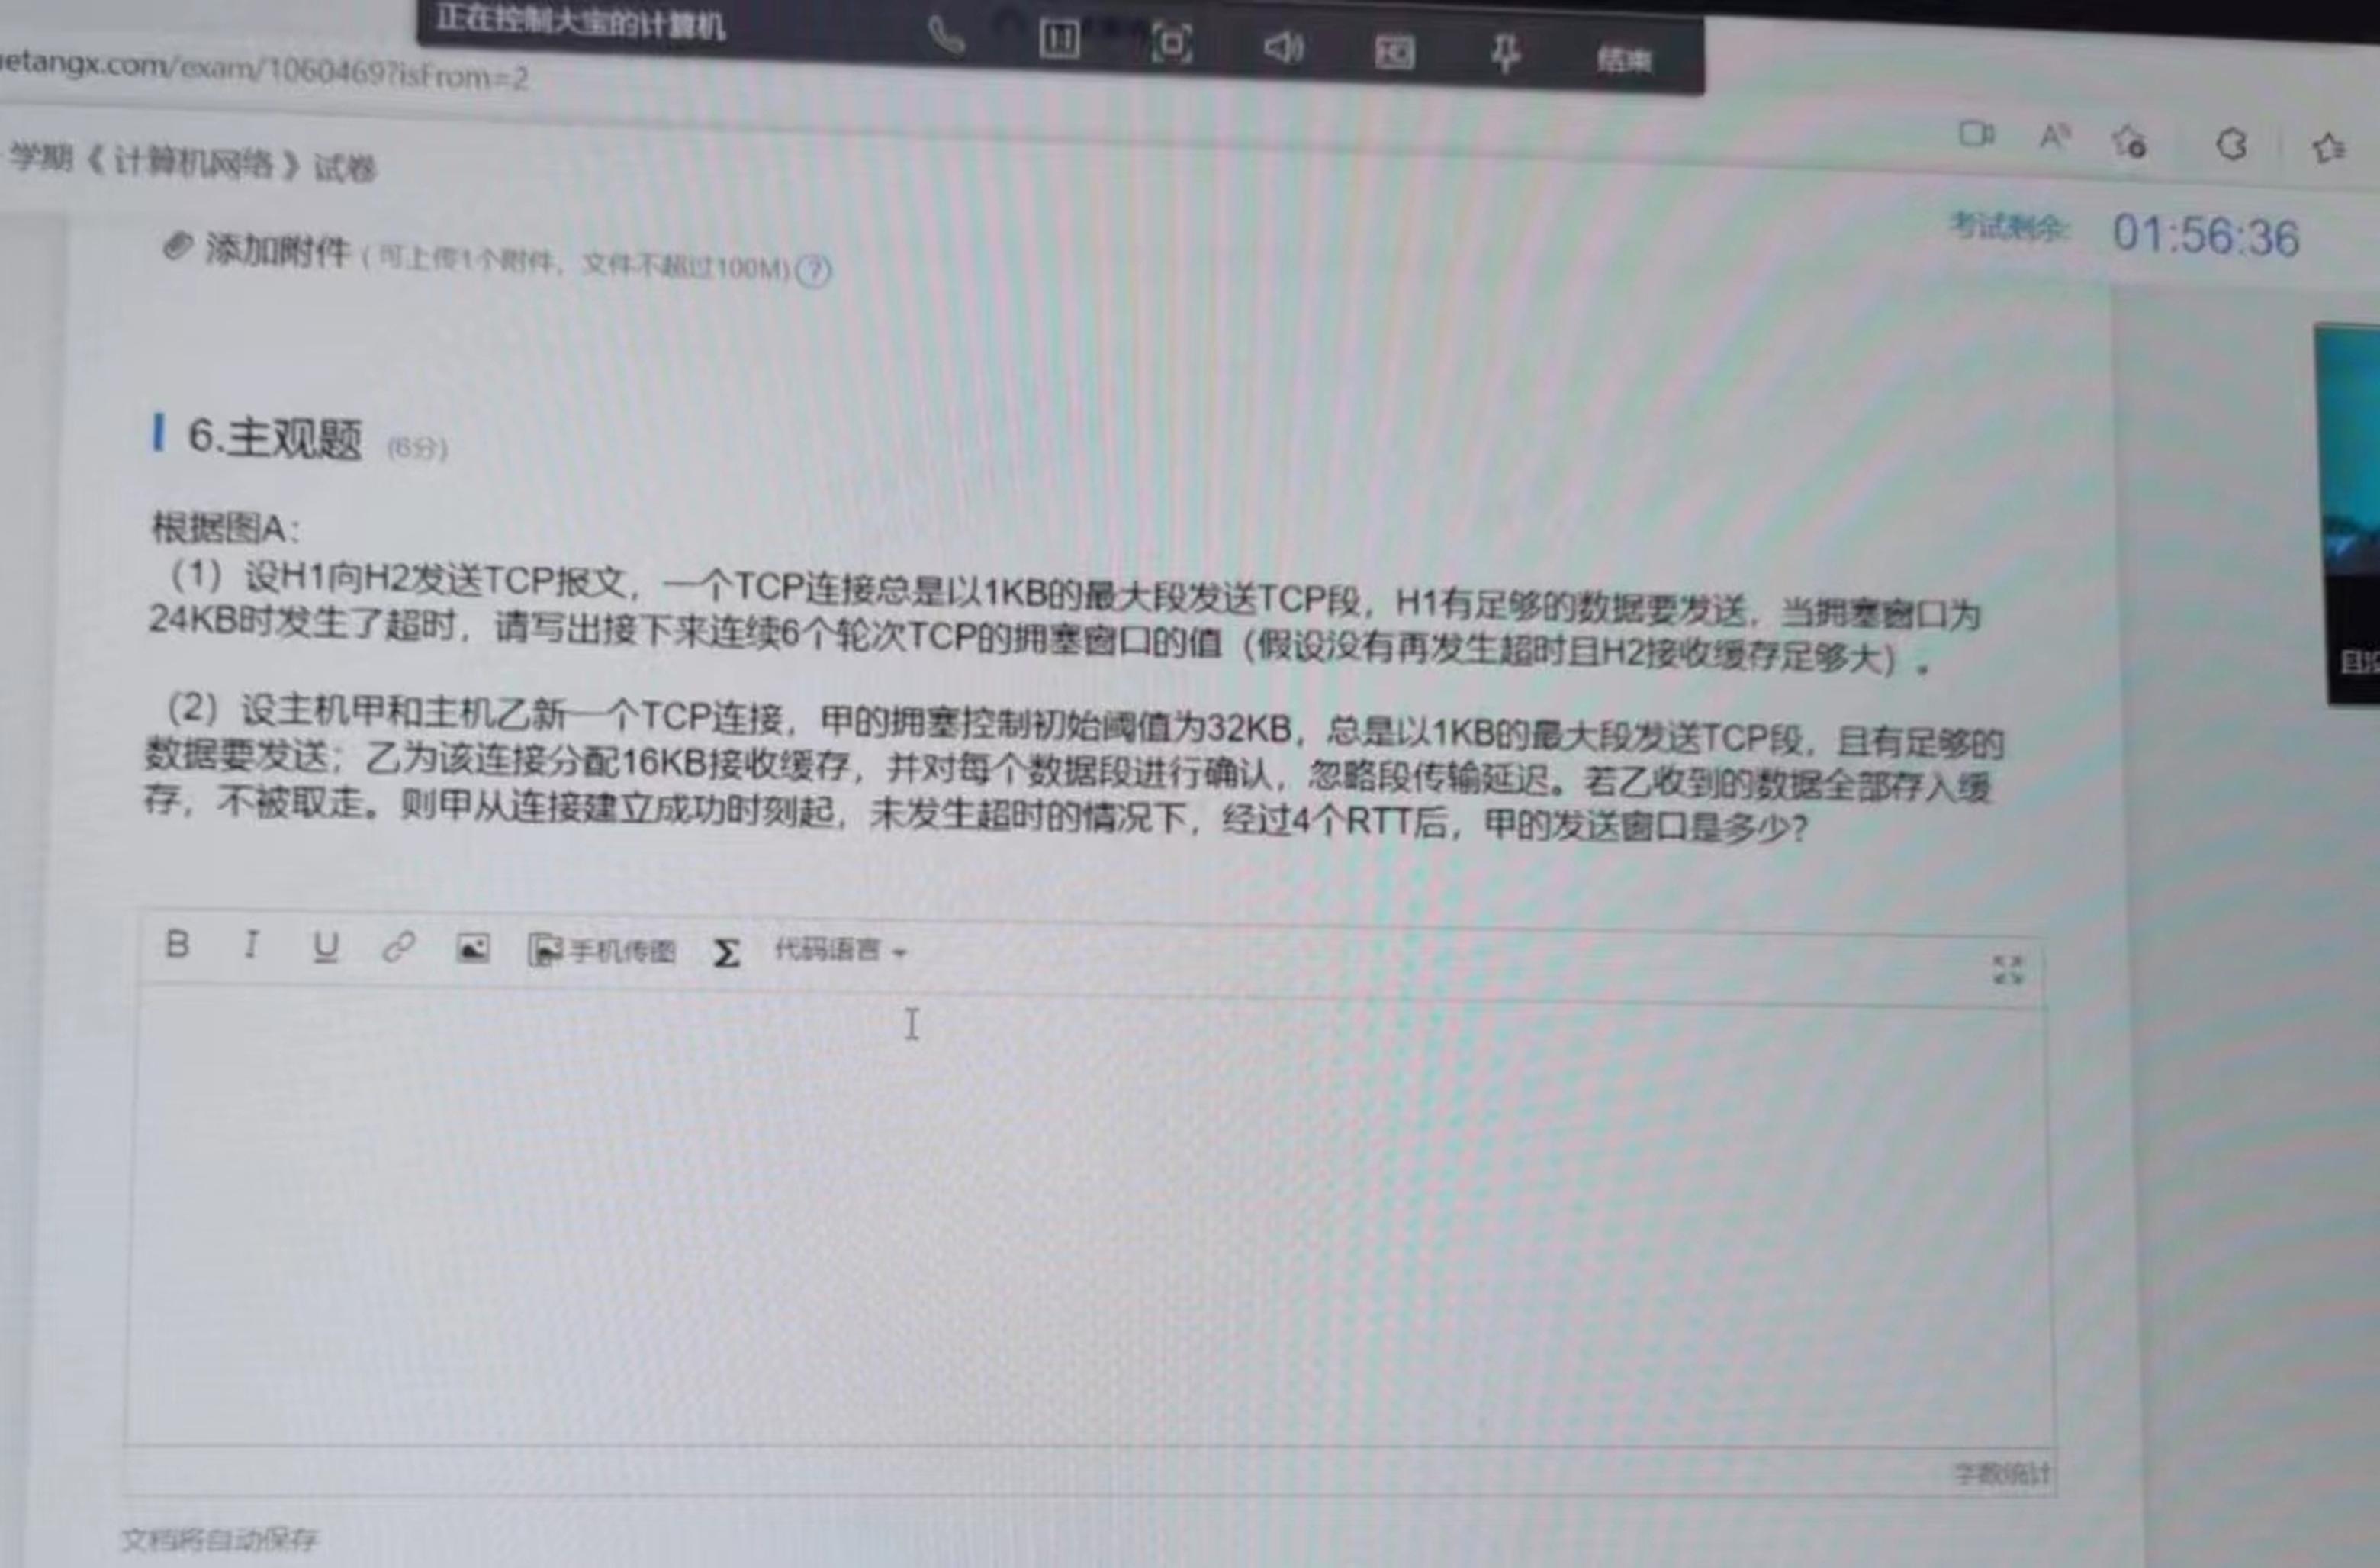 正在控制大宝的计算机
结束
etangx.com/exam/1060469?isFrom=2
学期《计算机网络》试卷
考试剩余: 01:56:36
添加附件(可上传1个附件，文件不超过100M)?
6.主观题 (6分)
根据图A：
（1）设H1向H2发送TCP报文，一个TCP连接总是以1KB的最大段发送TCP段，H1有足够的数据要发送，当拥塞窗口为
24KB时发生了超时，请写出接下来连续6个轮次TCP的拥塞窗口的值（假设没有再发生超时且H2接收缓存足够大）。
（2）设主机甲和主机乙新一个TCP连接，甲的拥塞控制初始阈值为32KB，总是以1KB的最大段发送TCP段，且有足够的
数据要发送；乙为该连接分配16KB接收缓存，并对每个数据段进行确认，忽略段传输延迟。若乙收到的数据全部存入缓
存，不被取走。则甲从连接建立成功时刻起，未发生超时的情况下，经过4个RTT后，甲的发送窗口是多少？
B I U 手机传图 Σ 代码语言
字数统计
文档将自动保存